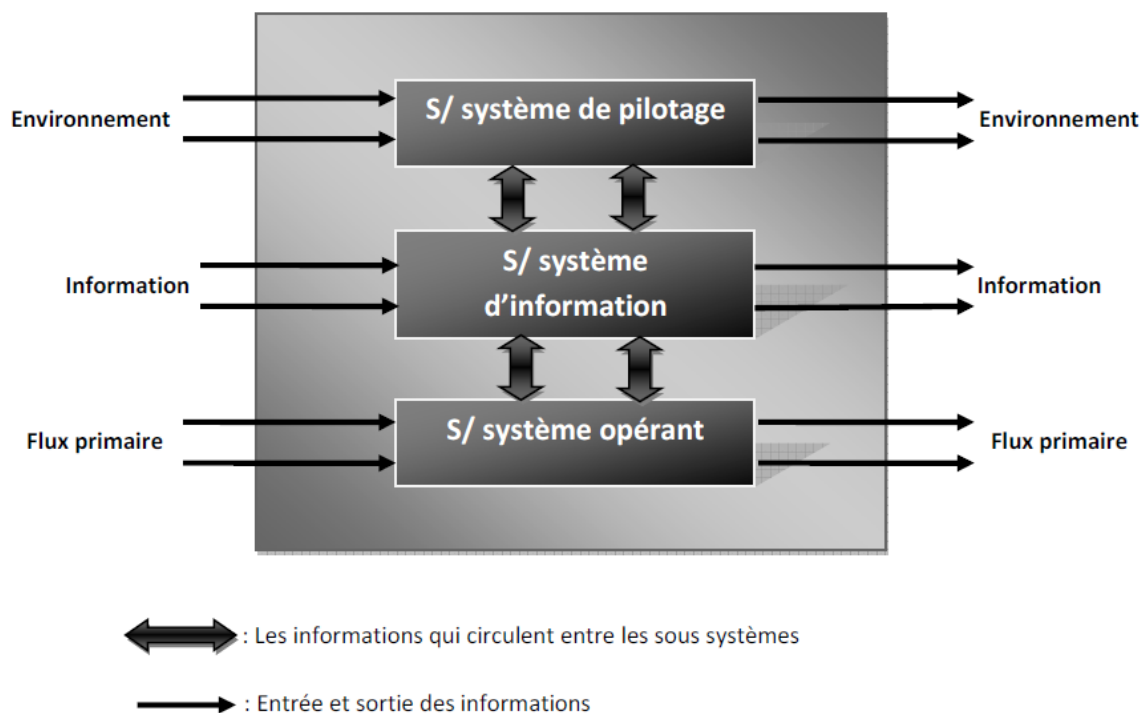 S/ système de pilotage
Environnement
Environnement
S/ système
d’information
Information
Information
S/ système opérant
Flux primaire
Flux primaire
: Les informations qui circulent entre les sous systèmes
: Entrée et sortie des informations